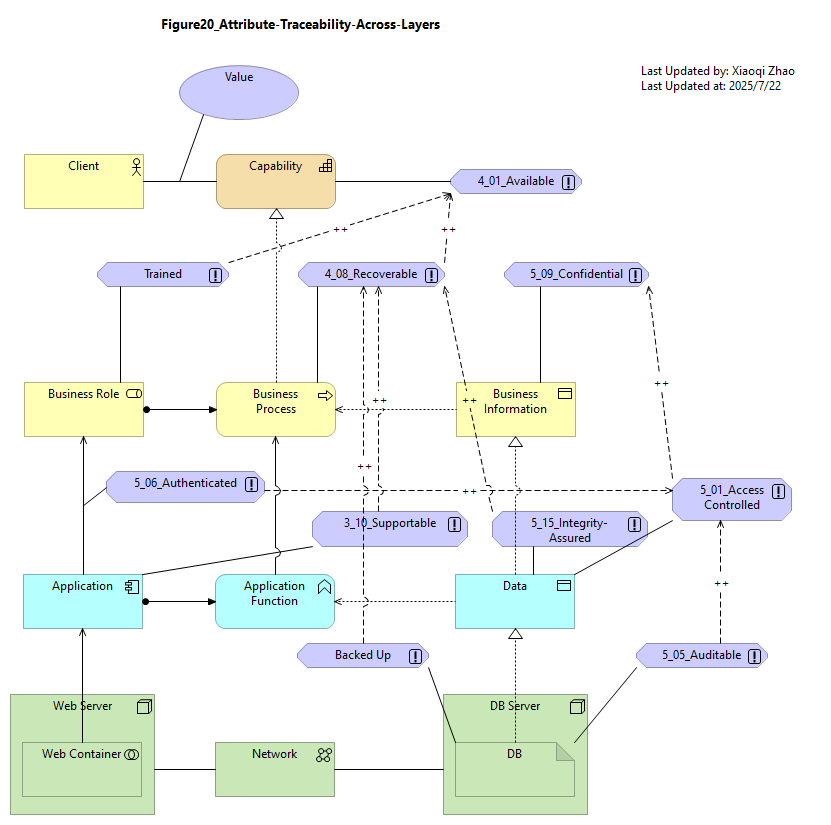 Figure20_Attribute-Traceability-Across-Layers
Last Updated by: Xiaoqi Zhao
Last Updated at: 2025/7/22
Value
Client
Capability
4_01_Available
++
++
Trained
4_08_Recoverable
5_09_Confidential
++
Business Role
Business
Process
Business
Information
++
++
++
5_06_Authenticated
++
5_01_Access
Controlled
3_10_Supportable
5_15_Integrity-
Assured
Application
Application
Function
Data
++
Backed Up
5_05_Auditable
Web Server
DB Server
Web Container
Network
DB